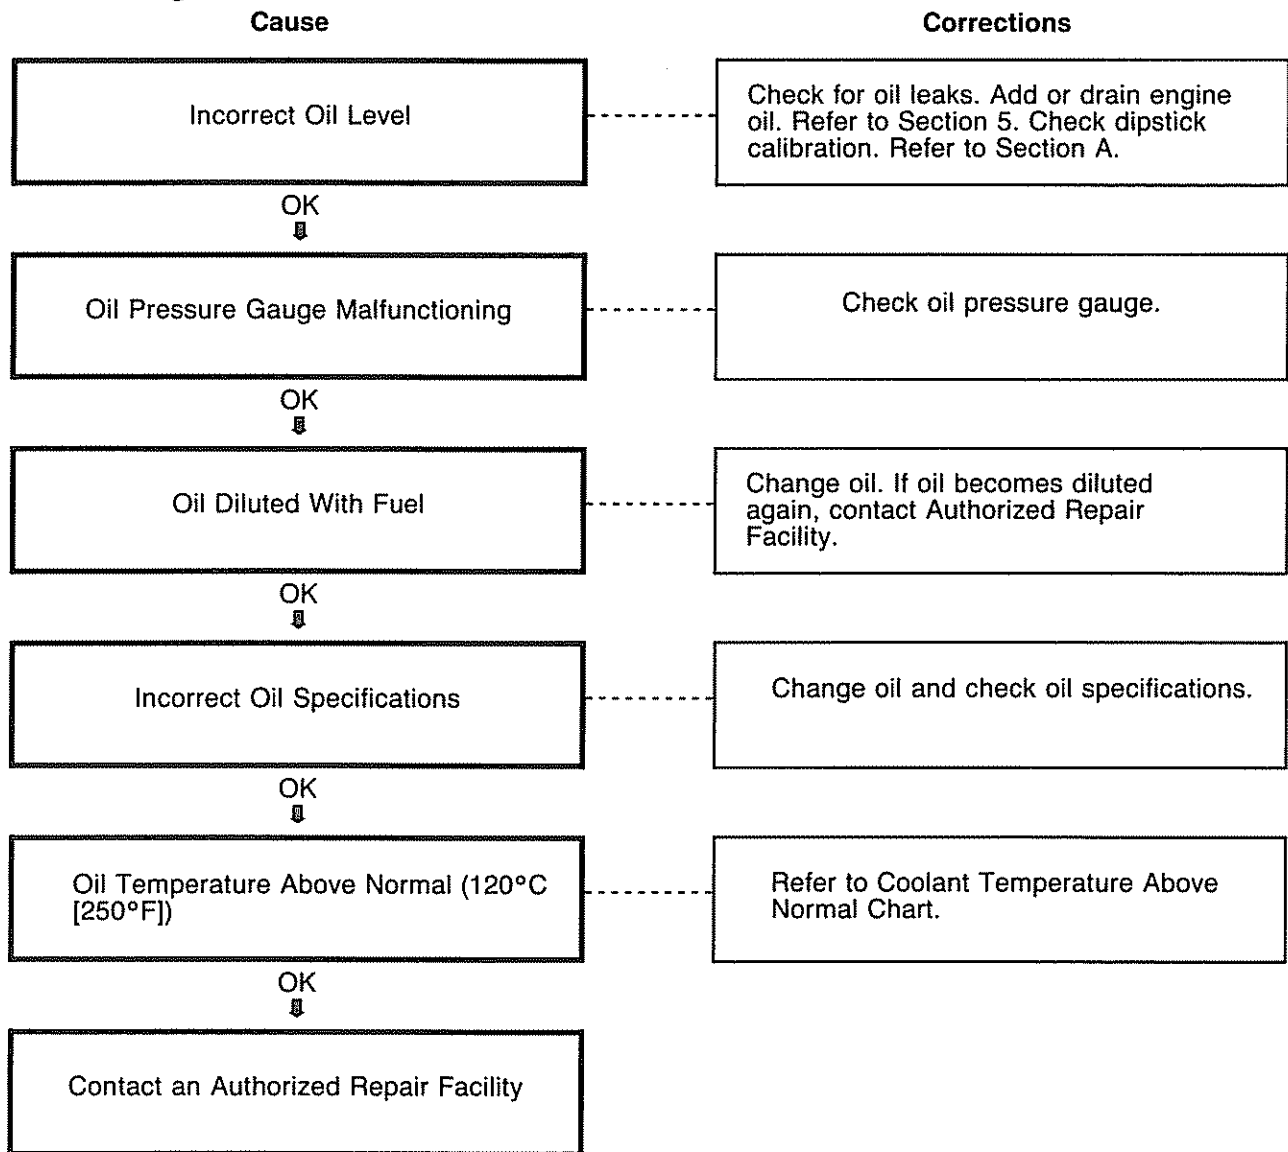 Cause
Corrections
Incorrect Oil Level
Check for oil leaks. Add or drain engine
oil. Refer to Section 5. Check dipstick
calibration. Refer to Section A.
OK
Oil Pressure Gauge Malfunctioning
Check oil pressure gauge.
OK
Oil Diluted With Fuel
Change oil. If oil becomes diluted
again, contact Authorized Repair
Facility.
OK
Incorrect Oil Specifications
Change oil and check oil specifications.
OK
Oil Temperature Above Normal (120°C
[250°F])
Refer to Coolant Temperature Above
Normal Chart.
OK
Contact an Authorized Repair Facility